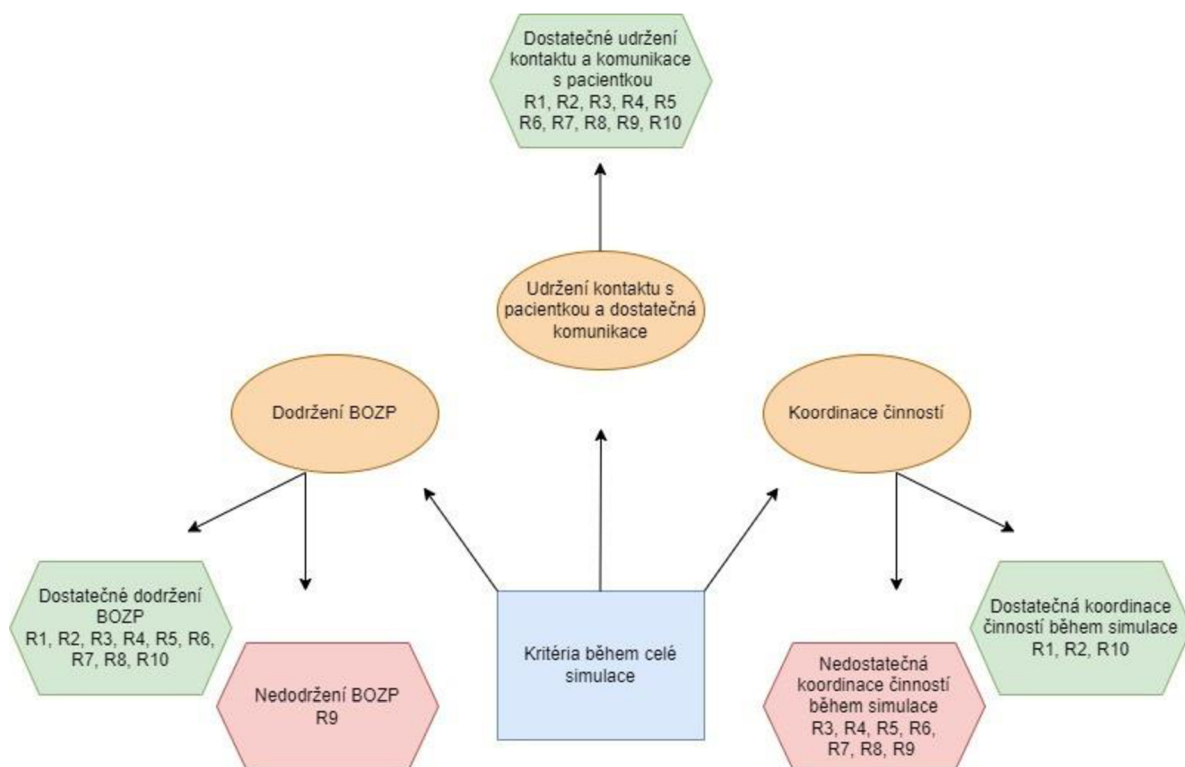 Dostatečné udržení
kontaktu a komunikace
s pacientkou
R1, R2, R3, R4, R5
R6, R7, R8, R9, R10
Udržení kontaktu s
pacientkou a dostatečná
komunikace
Dodržení BOZP
Koordinace činností
Dostatečné dodržení
BOZP
R1, R2, R3, R4, R5, R6,
R7, R8, R10
Nedodržení BOZP
R9
Kritéria během celé
simulace
Nedostatečná
koordinace činností
během simulace
R3, R4, R5, R6,
R7, R8, R9
Dostatečná koordinace
činností během simulace
R1, R2, R10